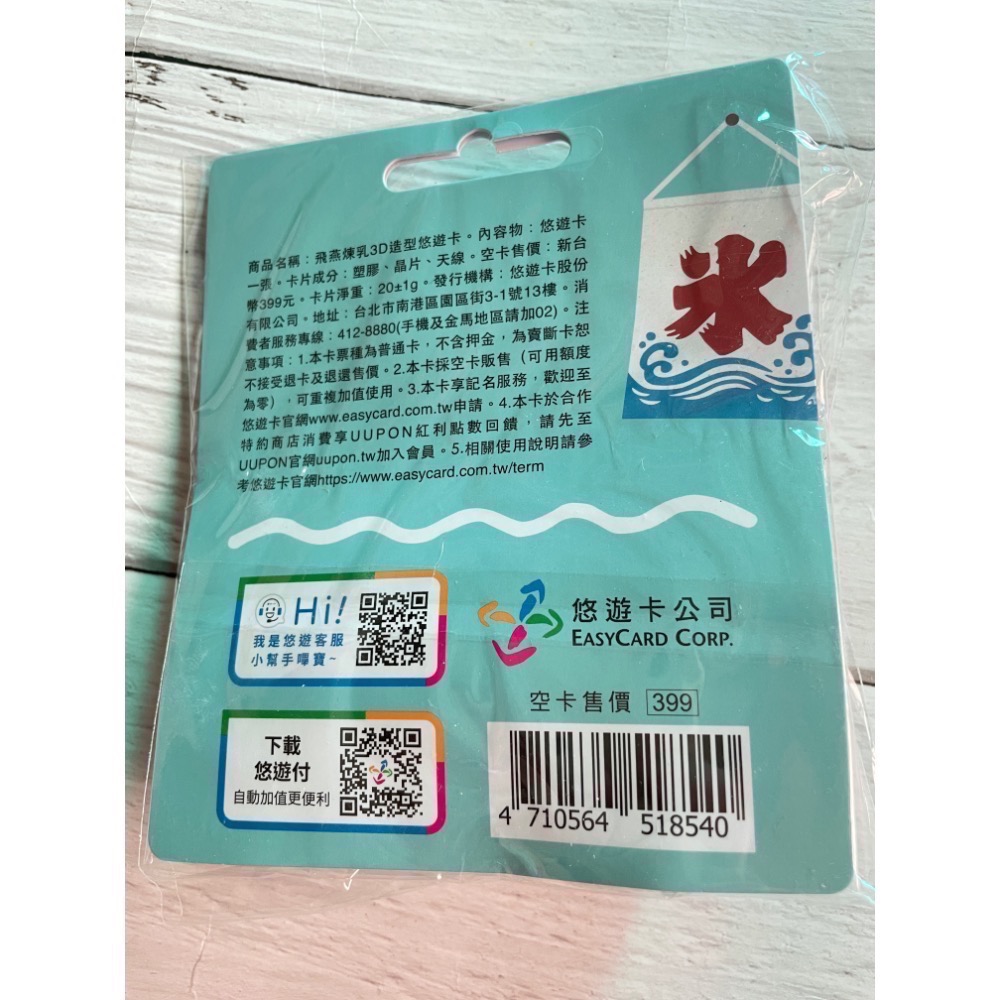 商品名稱：飛燕煉乳3D造型悠遊卡。內容物：悠遊卡
一張。卡片成分：塑膠、晶片、天線。空卡售價：新台
幣399元。卡片淨重：20±1g。發行機構：悠遊卡股份
有限公司。地址：台北市南港區園區街3-1號13樓。消
費者服務專線：412-8880(手機及金馬地區請加02)。注
意事項：1.本卡票種為普通卡，不含押金，為賣斷卡恕
不接受退卡及退還售價。2.本卡採空卡販售（可用額度
為零），可重複加值使用。3.本卡享記名服務，歡迎至
悠遊卡官網www.easycard.com.tw申請。4.本卡於合作
特約商店消費享UUPON紅利點數回饋，請先至
UUPON官網uupon.tw加入會員。5.相關使用說明請參
考悠遊卡官網https://www.easycard.com.tw/term
氷
Hi!
我是悠遊客服
小幫手嗶寶~
悠遊卡公司
EASYCARD CORP.
空卡售價 399
下載
悠遊付
自動加值更便利
4 710564 518540